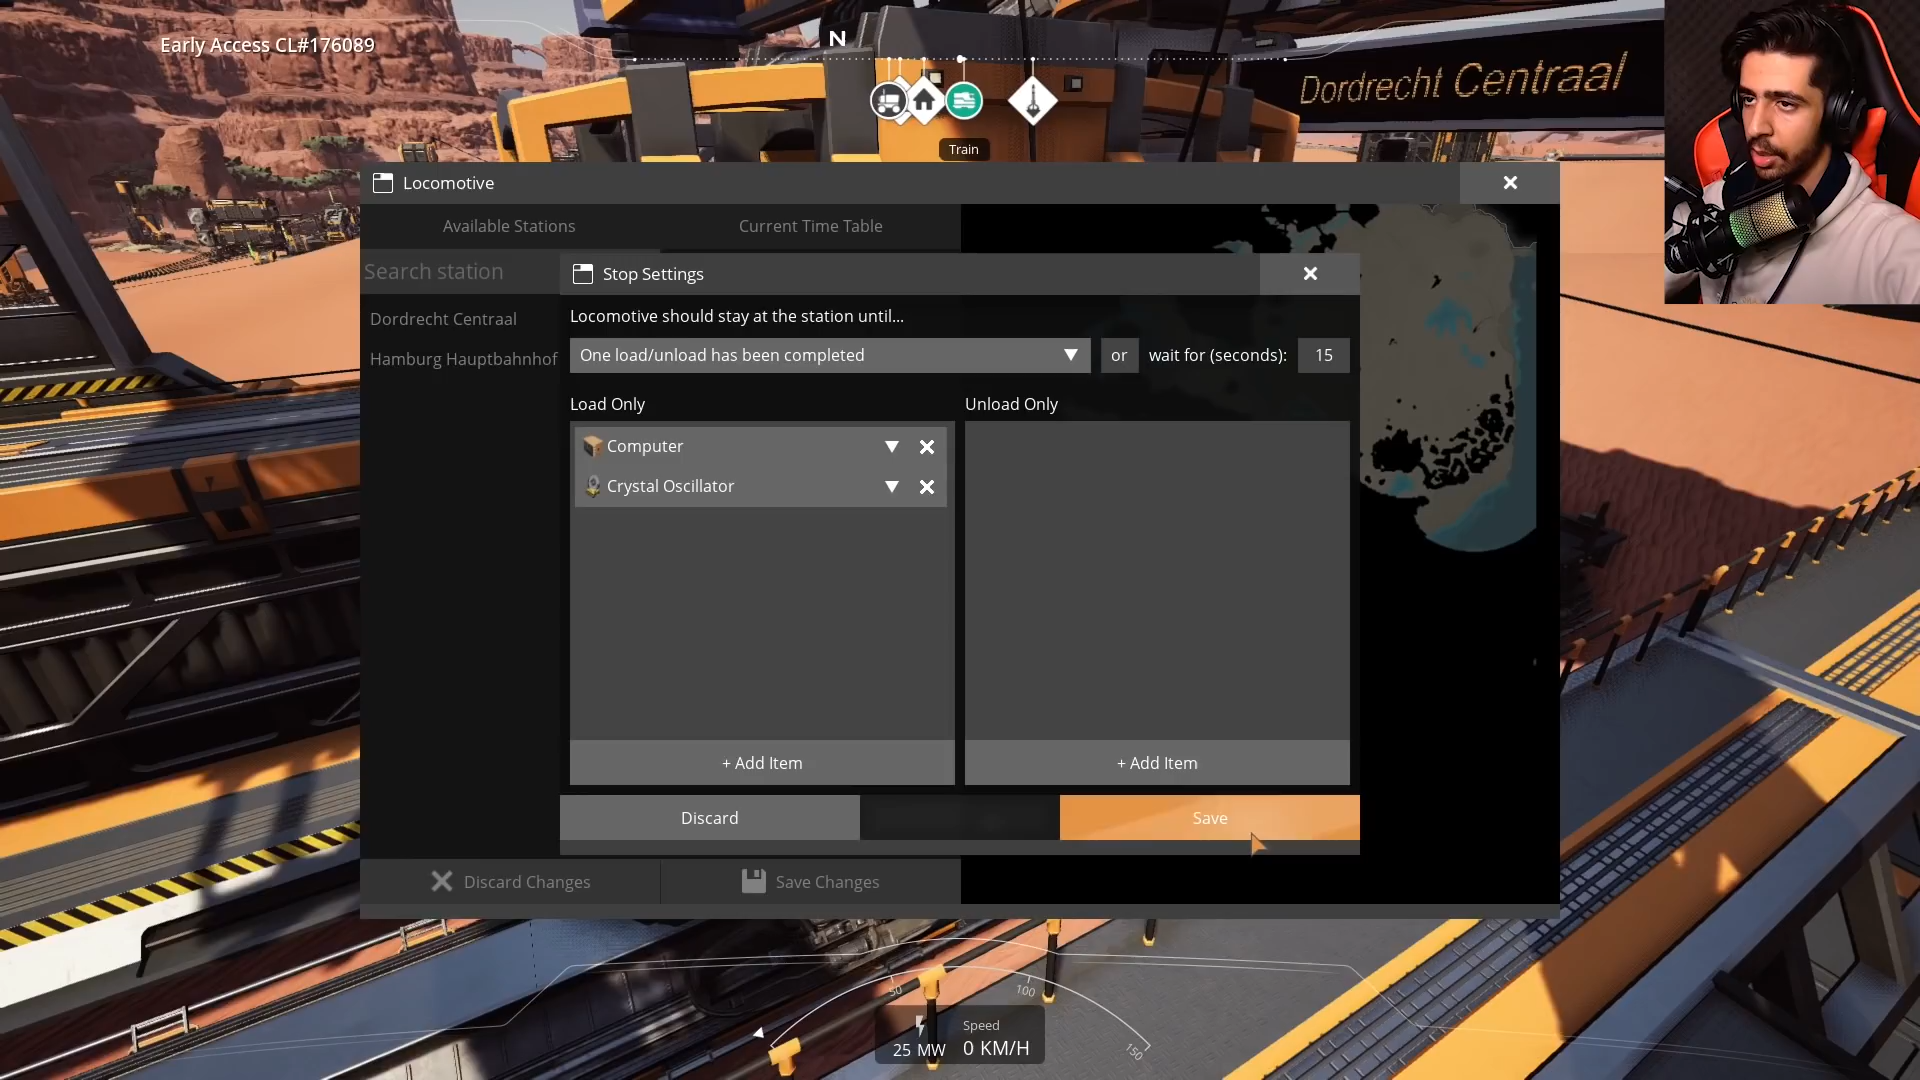 Early Access CL#176089
N
Dordrecht Centraal
Train
Locomotive
Available Stations
Current Time Table
Search station
Stop Settings
Dordrecht Centraal
Hamburg Hauptbahnhof
Locomotive should stay at the station until...
One load/unload has been completed
or
wait for (seconds):
15
Load Only
Unload Only
Computer
Crystal Oscillator
+ Add Item
+ Add Item
Discard
Save
Discard Changes
Save Changes
50
100
150
Speed
25 MW
0 KM/H